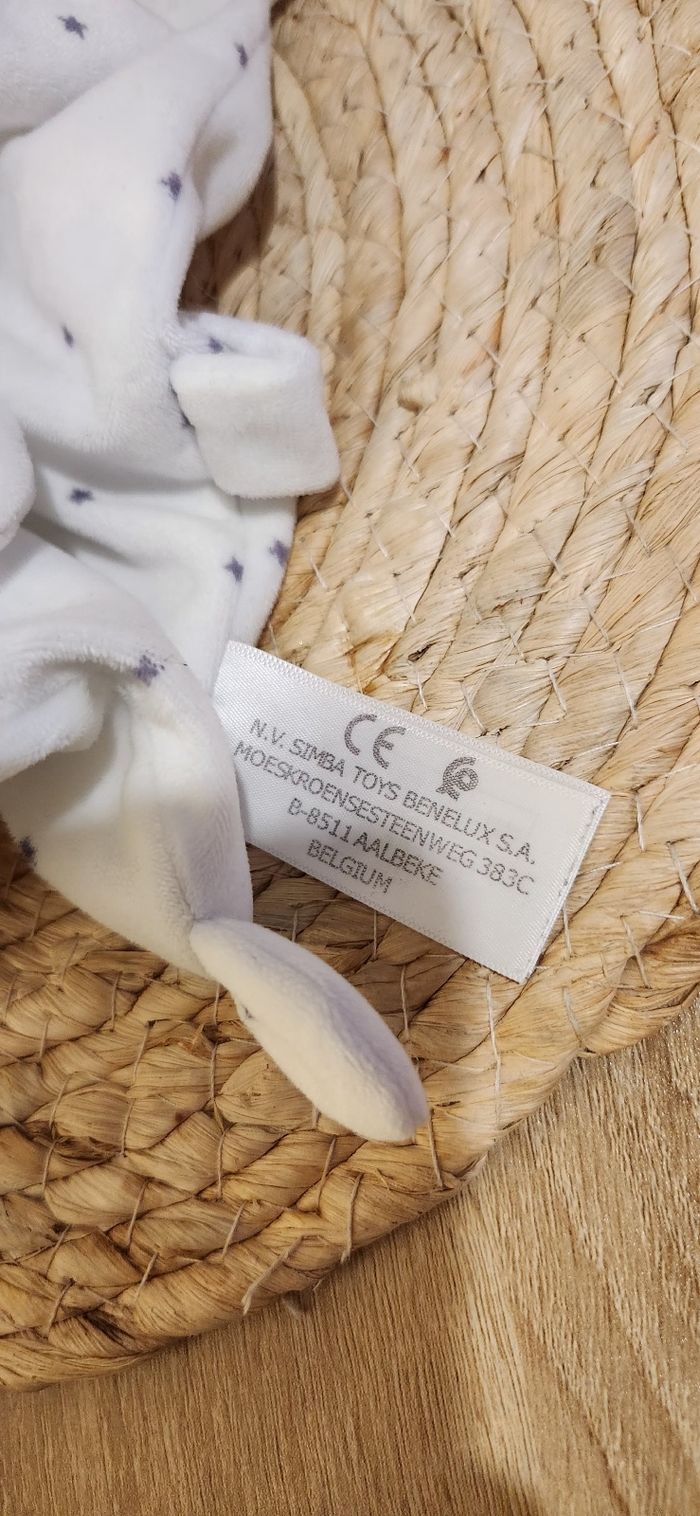 CE
N.V. SIMBA TOYS BENELUX S.A.
MOESKROENSESTEENWEG 383C
B-8511 AALBEKE
BELGIUM